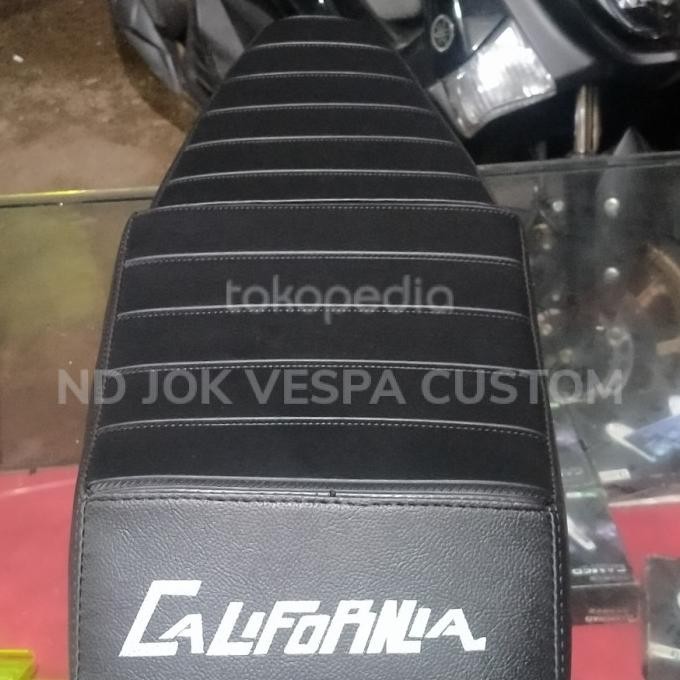 tokopedia
ND JOK VESPA CUSTOM
CALIFORNIA